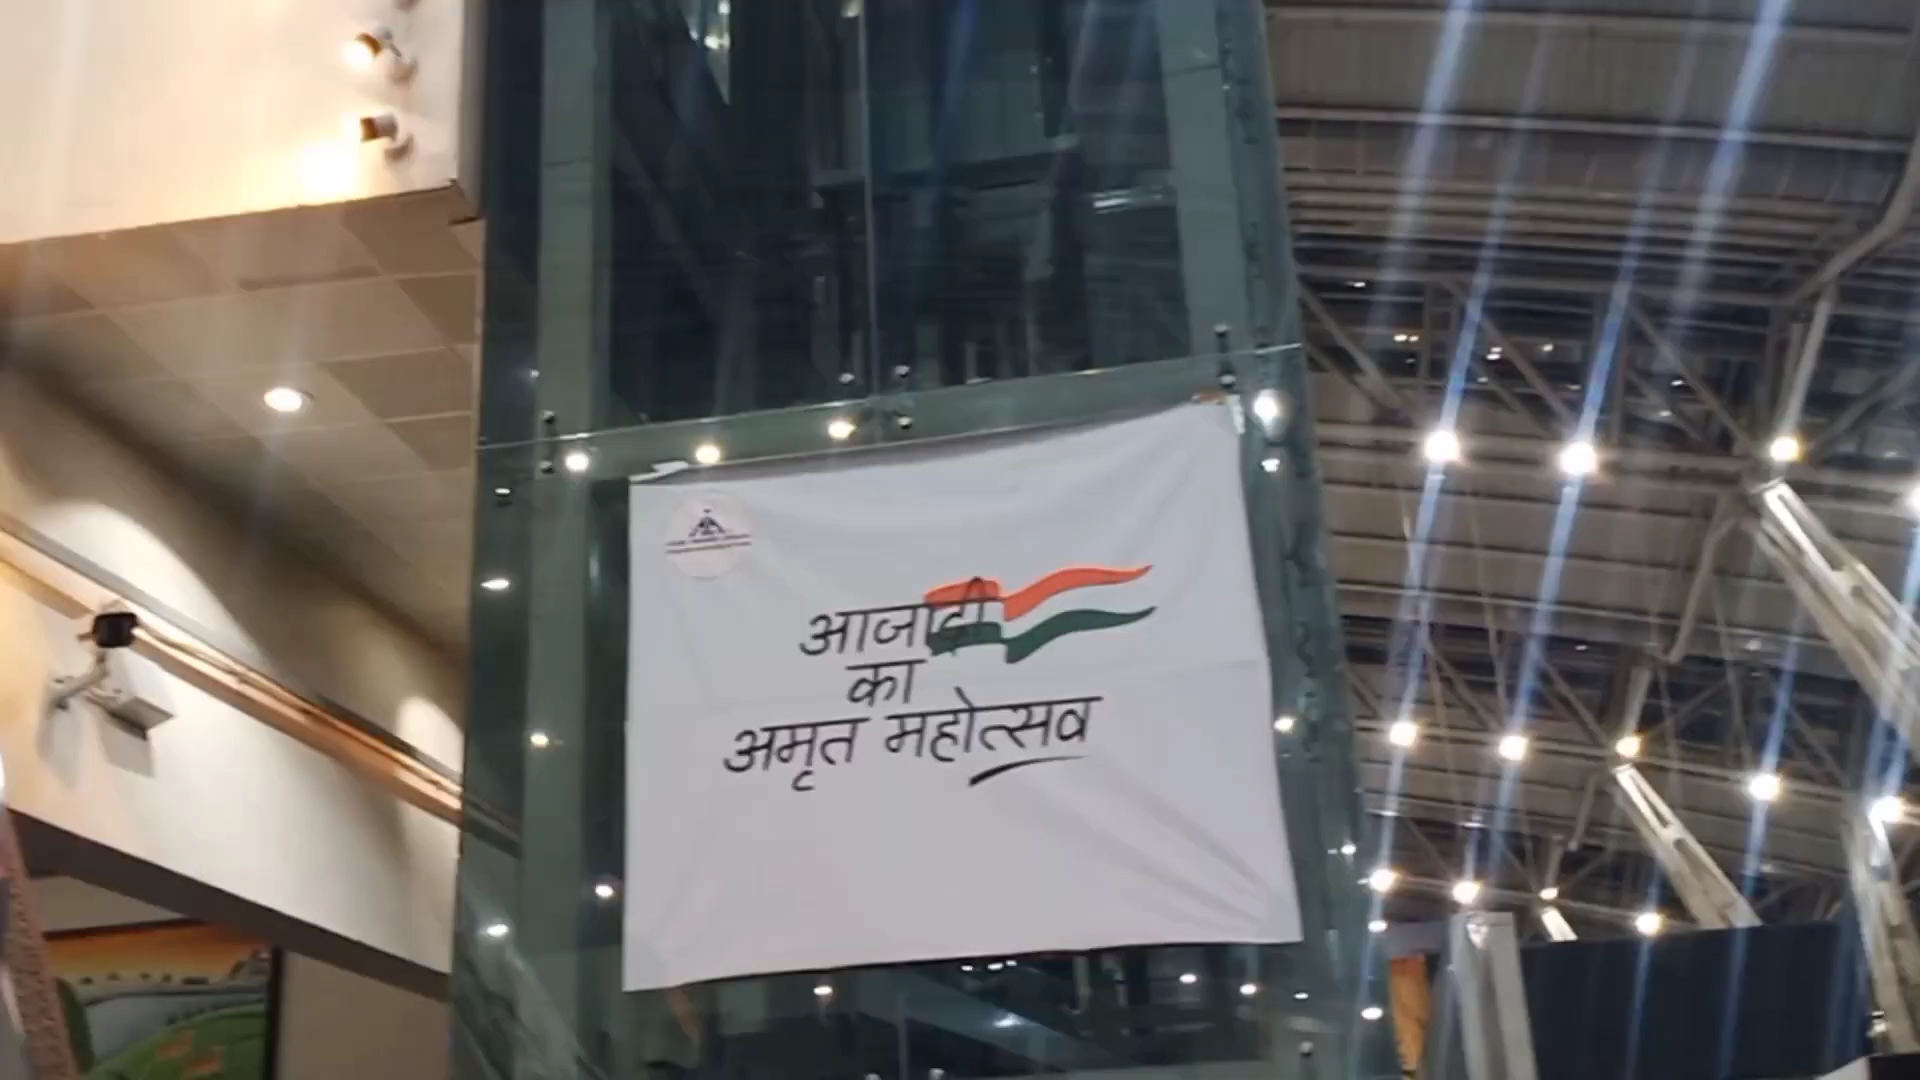 आजादी
का
अमृत महोत्सव